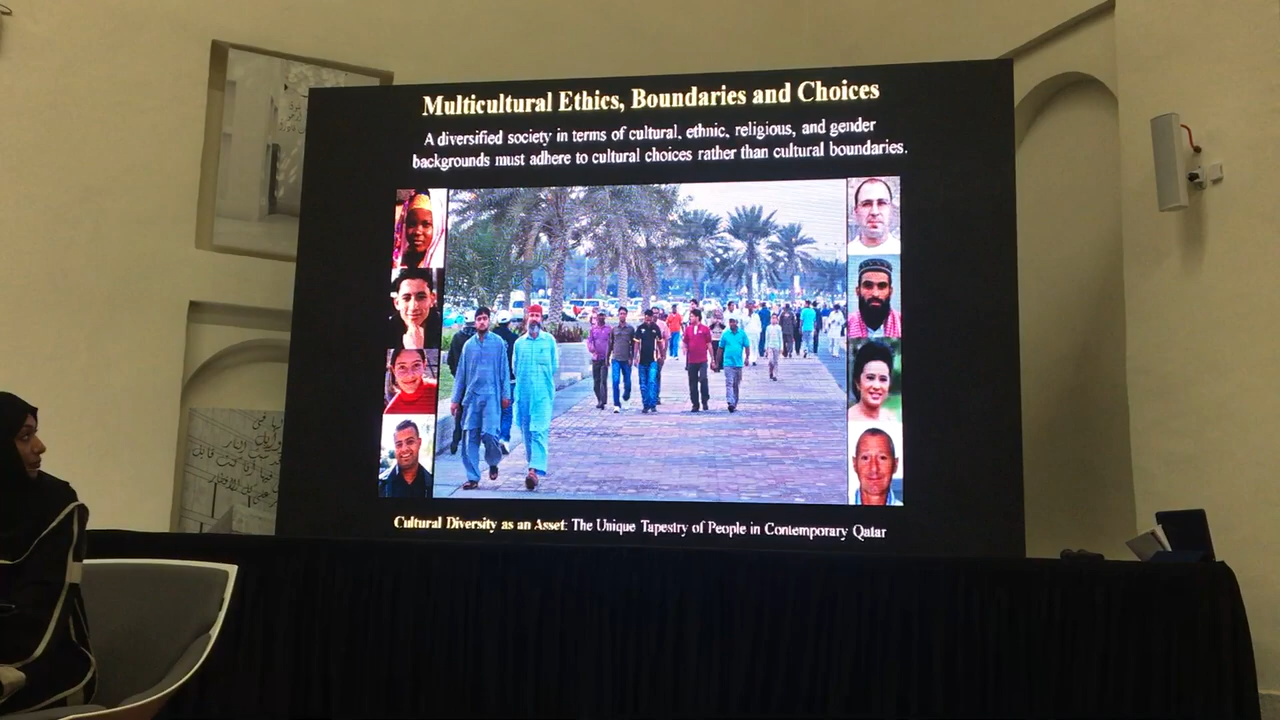 Multicultural Ethics, Boundaries and Choices
A diversified society in terms of cultural, ethnic, religious, and gender
backgrounds must adhere to cultural choices rather than cultural boundaries.
Cultural Diversity as an Asset: The Unique Tapestry of People in Contemporary Qatar